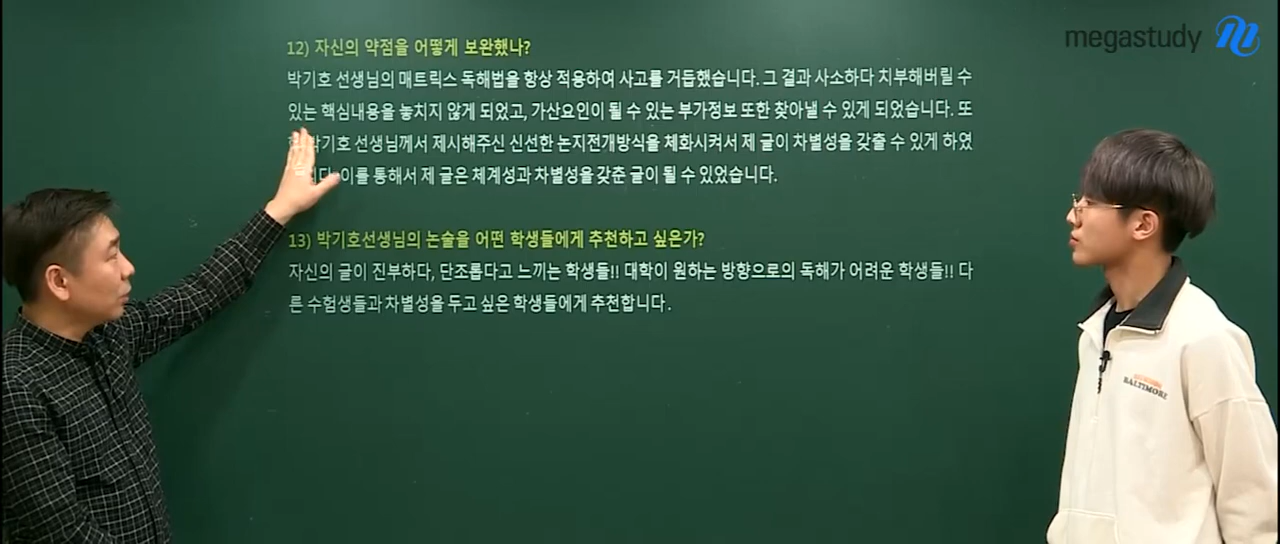 megastudy
12) 자신의 약점을 어떻게 보완했나?
박기호 선생님의 매트릭스 독해법을 항상 적용하여 사고를 거듭했습니다. 그 결과 사소하다 치부해버릴 수
있는 핵심내용을 놓치지 않게 되었고, 가산요인이 될 수 있는 부가정보 또한 찾아낼 수 있게 되었습니다. 또
박기호 선생님께서 제시해주신 신선한 논지전개방식을 체화시켜서 제 글이 차별성을 갖출 수 있게 하였
이를 통해서 제 글은 체계성과 차별성을 갖춘 글이 될 수 있었습니다.
13) 박기호선생님의 논술을 어떤 학생들에게 추천하고 싶은가?
자신의 글이 진부하다, 단조롭다고 느끼는 학생들!! 대학이 원하는 방향으로의 독해가 어려운 학생들!! 다
른 수험생들과 차별성을 두고 싶은 학생들에게 추천합니다.
BALTIMORE